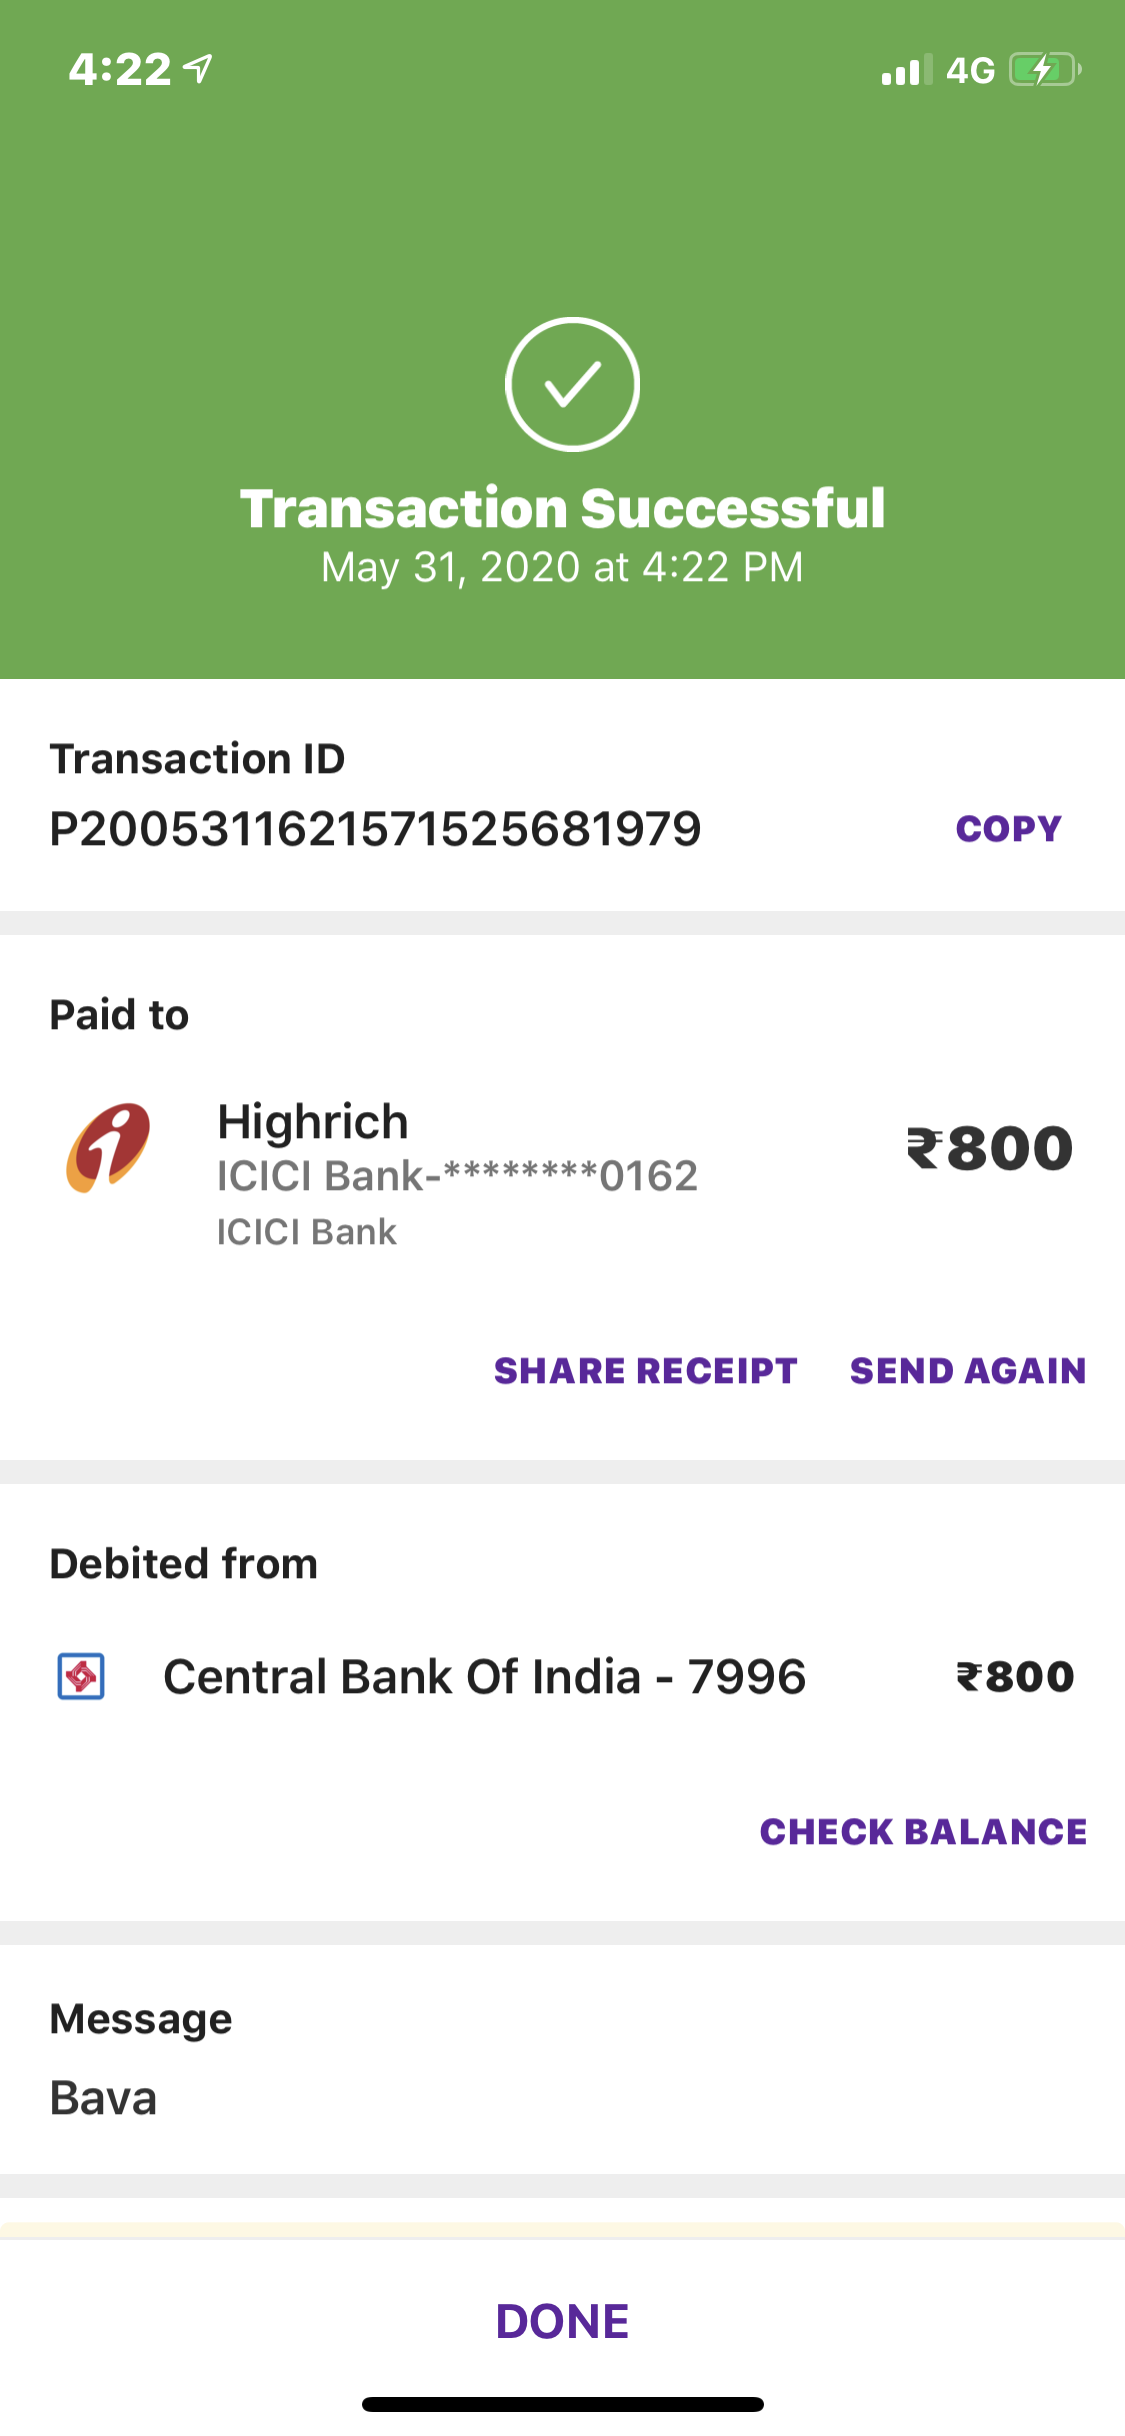 4:22
4G
Transaction Successful
May 31, 2020 at 4:22 PM
Transaction ID
P2005311621571525681979
COPY
Paid to
Highrich
₹800
ICICI Bank-********0162
ICICI Bank
SHARE RECEIPT
SEND AGAIN
Debited from
Central Bank Of India - 7996
₹800
CHECK BALANCE
Message
Bava
DONE